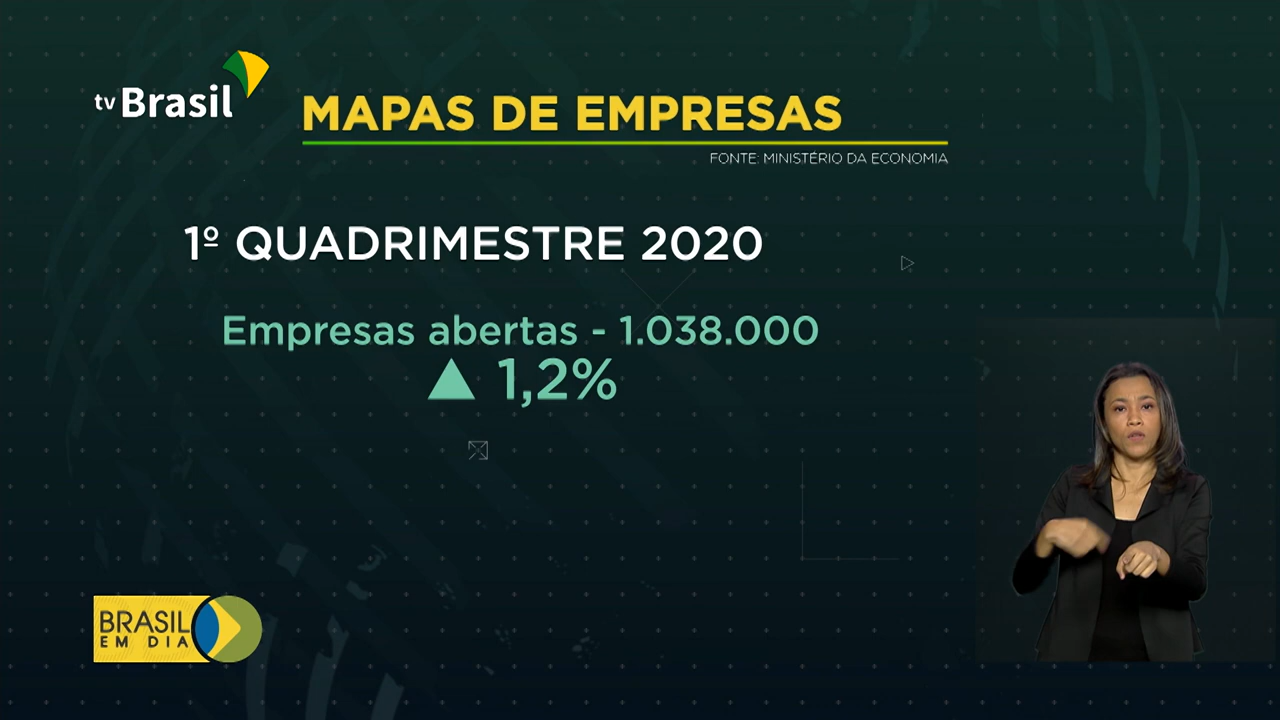 tv Brasil
MAPAS DE EMPRESAS
FONTE: MINISTÉRIO DA ECONOMIA
1º QUADRIMESTRE 2020
Empresas abertas - 1.038.000
▲ 1,2%
BRASIL
EM DIA